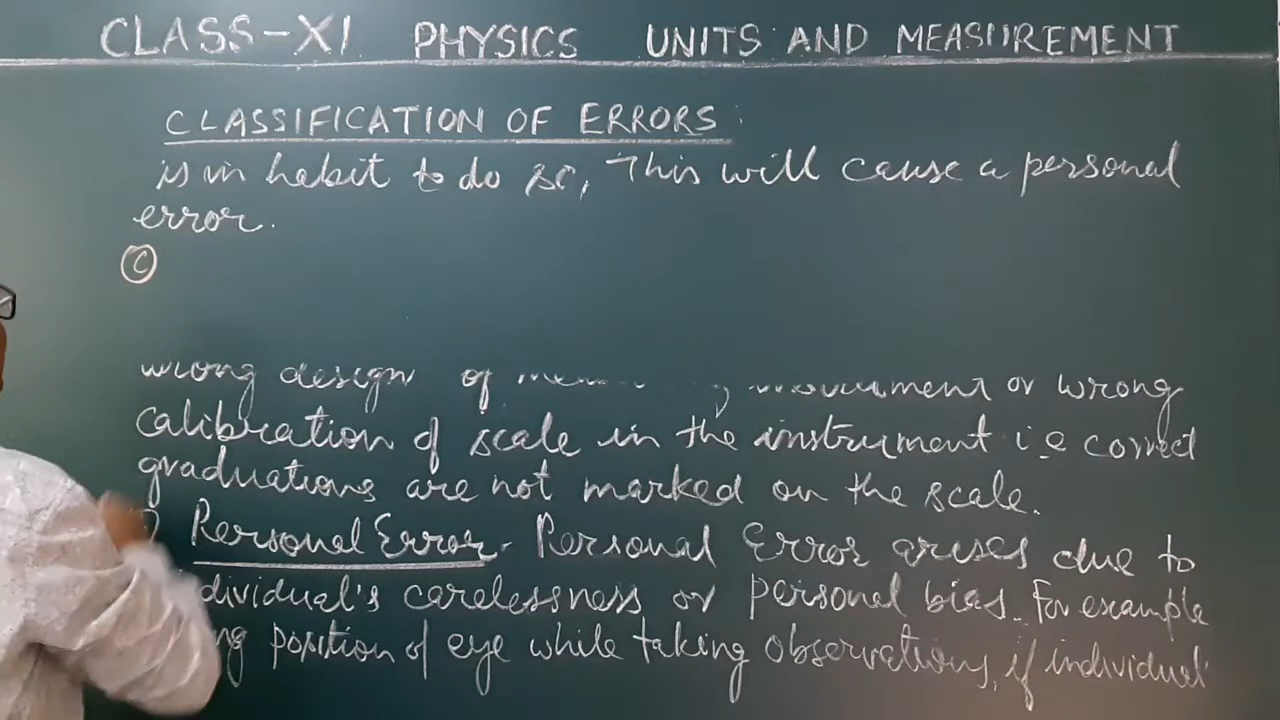 CLASS-XI PHYSICS UNITS AND MEASUREMENT
CLASSIFICATION OF ERRORS:
is in habit to do so, This will cause a personal
error.
C
wrong design of or wrong
calibration of scale in the instrument i.e correct
graduations are not marked on the scale.
Personal Error. Personal Error arises due to
dividual's carelessness or personal bias. For example
ng position of eye while taking observations, if individual